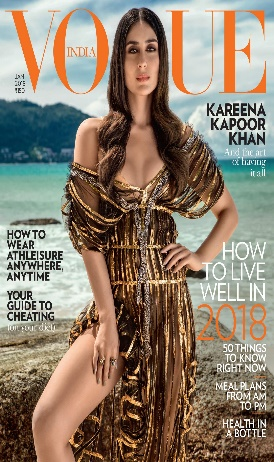 VOGUE
INDIA
JAN
2018
₹150
KAREENA
KAPOOR
KHAN
And the art
of having
it all
HOW TO
WEAR
ATHLEISURE
ANYWHERE,
ANYTIME
YOUR
GUIDE TO
CHEATING
(on your diet)
HOW
TO LIVE
WELL IN
2018
50 THINGS
TO KNOW
RIGHT NOW
MEAL PLANS
FROM AM
TO PM
HEALTH IN
A BOTTLE